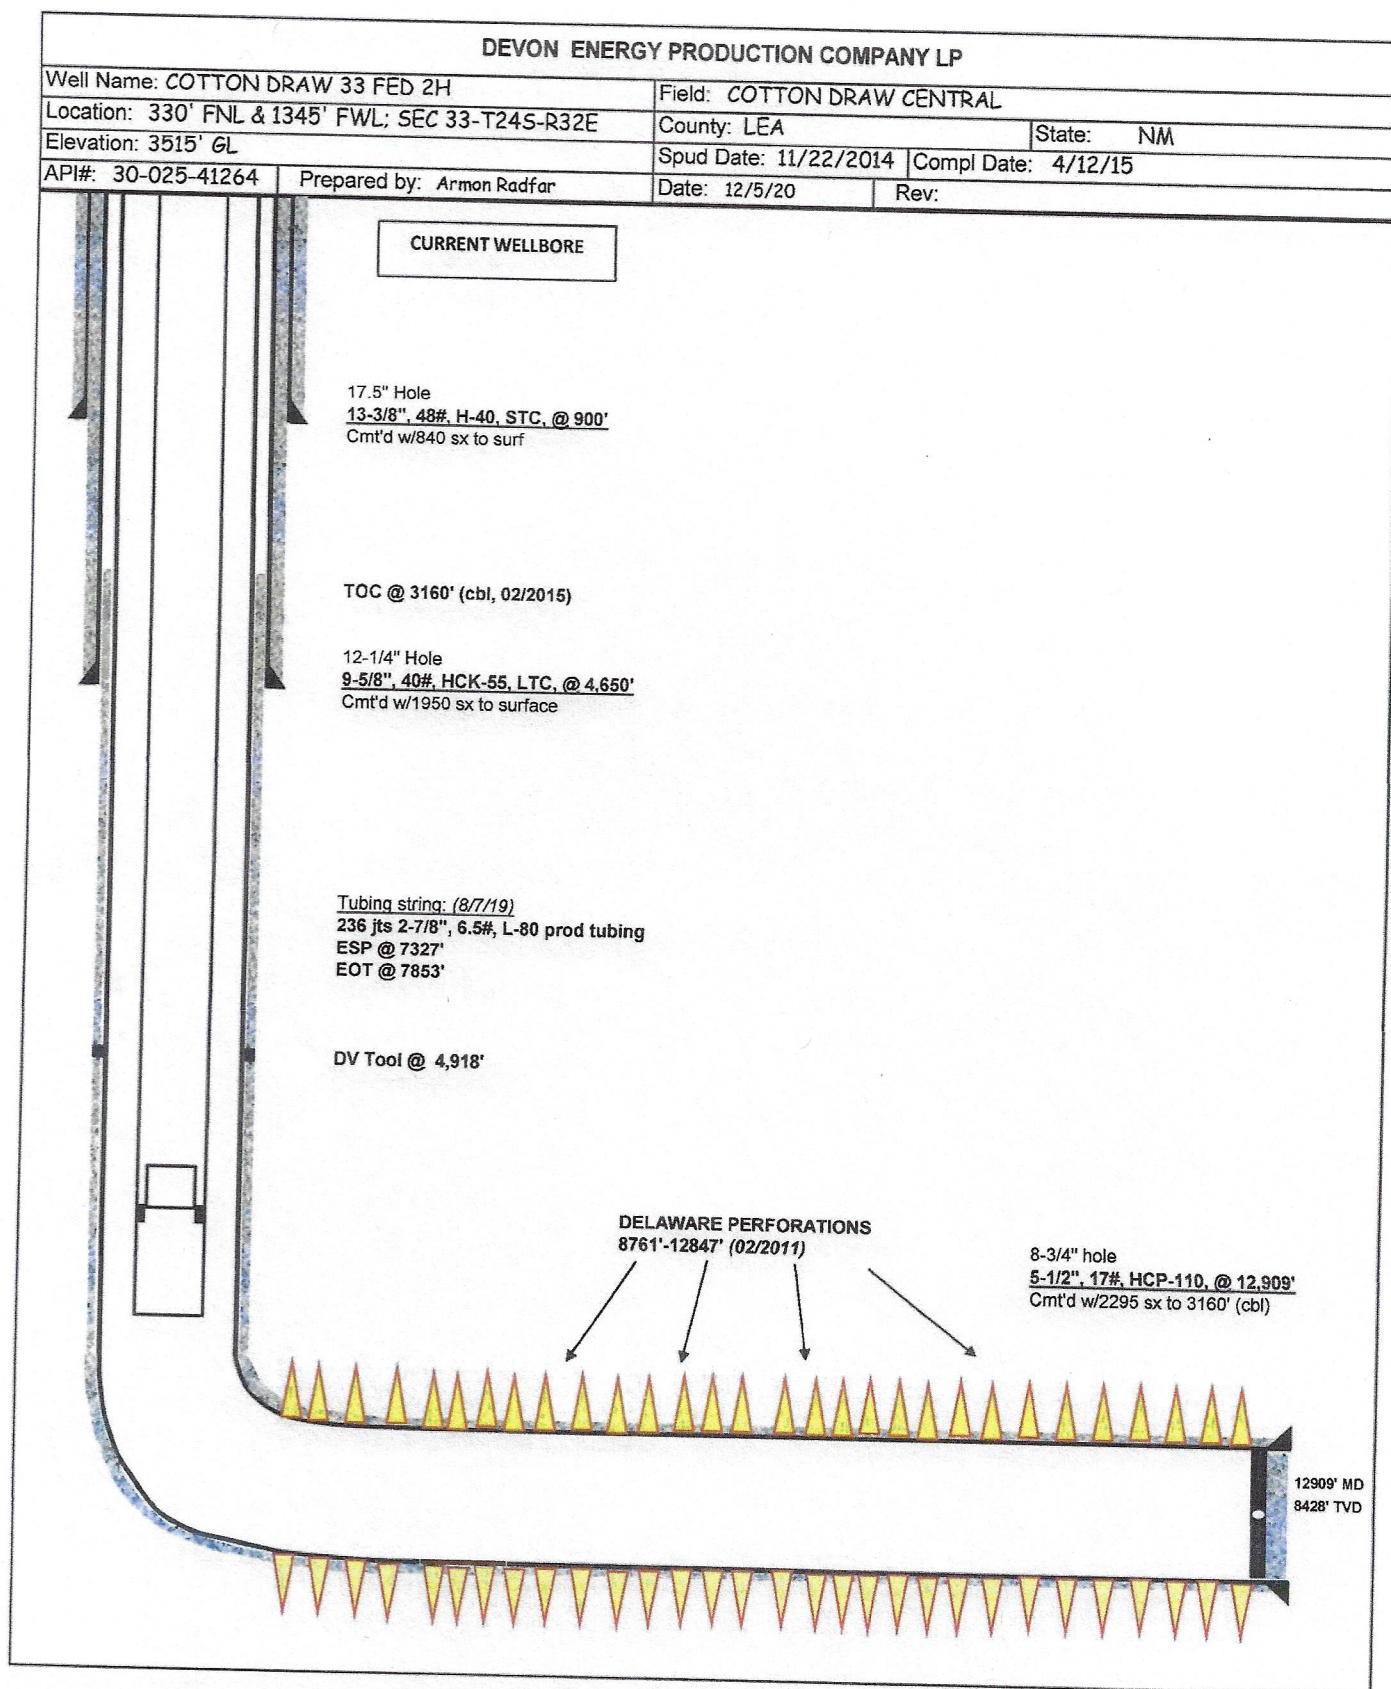 DEVON ENERGY PRODUCTION COMPANY LP
Well Name: COTTON DRAW 33 FED 2H
Field: COTTON DRAW CENTRAL
Location: 330' FNL & 1345' FWL; SEC 33-T24S-R32E
County: LEA
State: NM
Elevation: 3515' GL
Spud Date: 11/22/2014
Compl Date: 4/12/15
API#: 30-025-41264
Prepared by: Armon Radfar
Date: 12/5/20
Rev:
CURRENT WELLBORE
17.5" Hole
13-3/8", 48#, H-40, STC, @ 900'
Cmt'd w/840 sx to surf
TOC @ 3160' (cbl, 02/2015)
12-1/4" Hole
9-5/8", 40#, HCK-55, LTC, @ 4,650'
Cmt'd w/1950 sx to surface
Tubing string: (8/7/19)
236 jts 2-7/8", 6.5#, L-80 prod tubing
ESP @ 7327'
EOT @ 7853'
DV Tool @ 4,918'
DELAWARE PERFORATIONS
8761'-12847' (02/2011)
8-3/4" hole
5-1/2", 17#, HCP-110, @ 12,909'
Cmt'd w/2295 sx to 3160' (cbl)
12909' MD
8428' TVD